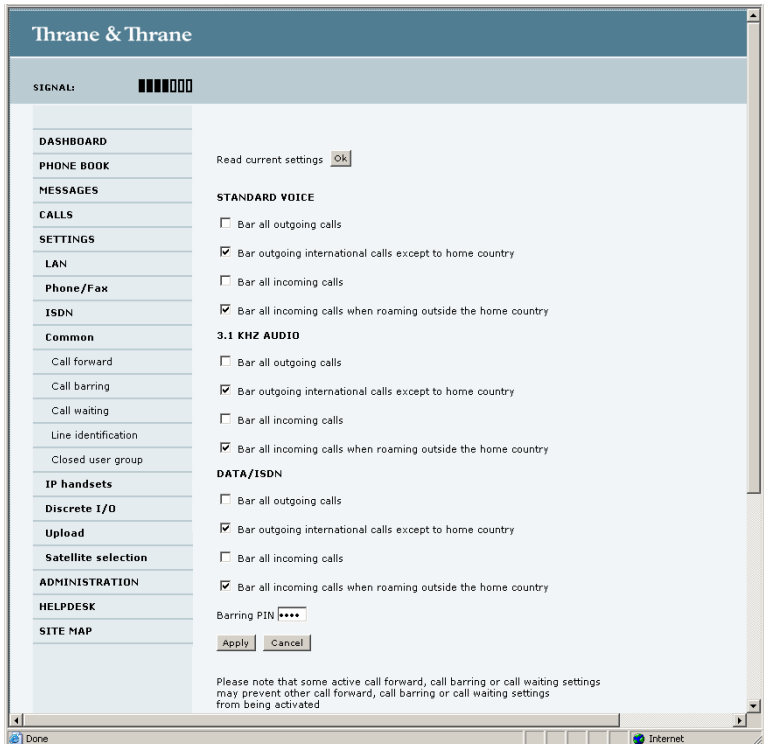 Thrane & Thrane
SIGNAL:
DASHBOARD
PHONE BOOK
MESSAGES
CALLS
SETTINGS
LAN
Phone/Fax
ISDN
Common
Call forward
Call barring
Call waiting
Line identification
Closed user group
IP handsets
Discrete I/O
Upload
Satellite selection
ADMINISTRATION
HELPDESK
SITE MAP
Read current settings Ok
STANDARD VOICE
Bar all outgoing calls
Bar outgoing international calls except to home country
Bar all incoming calls
Bar all incoming calls when roaming outside the home country
3.1 KHZ AUDIO
Bar all outgoing calls
Bar outgoing international calls except to home country
Bar all incoming calls
Bar all incoming calls when roaming outside the home country
DATA/ISDN
Bar all outgoing calls
Bar outgoing international calls except to home country
Bar all incoming calls
Bar all incoming calls when roaming outside the home country
Barring PIN ••••
Apply Cancel
Please note that some active call forward, call barring or call waiting settings
may prevent other call forward, call barring or call waiting settings
from being activated
Done Internet